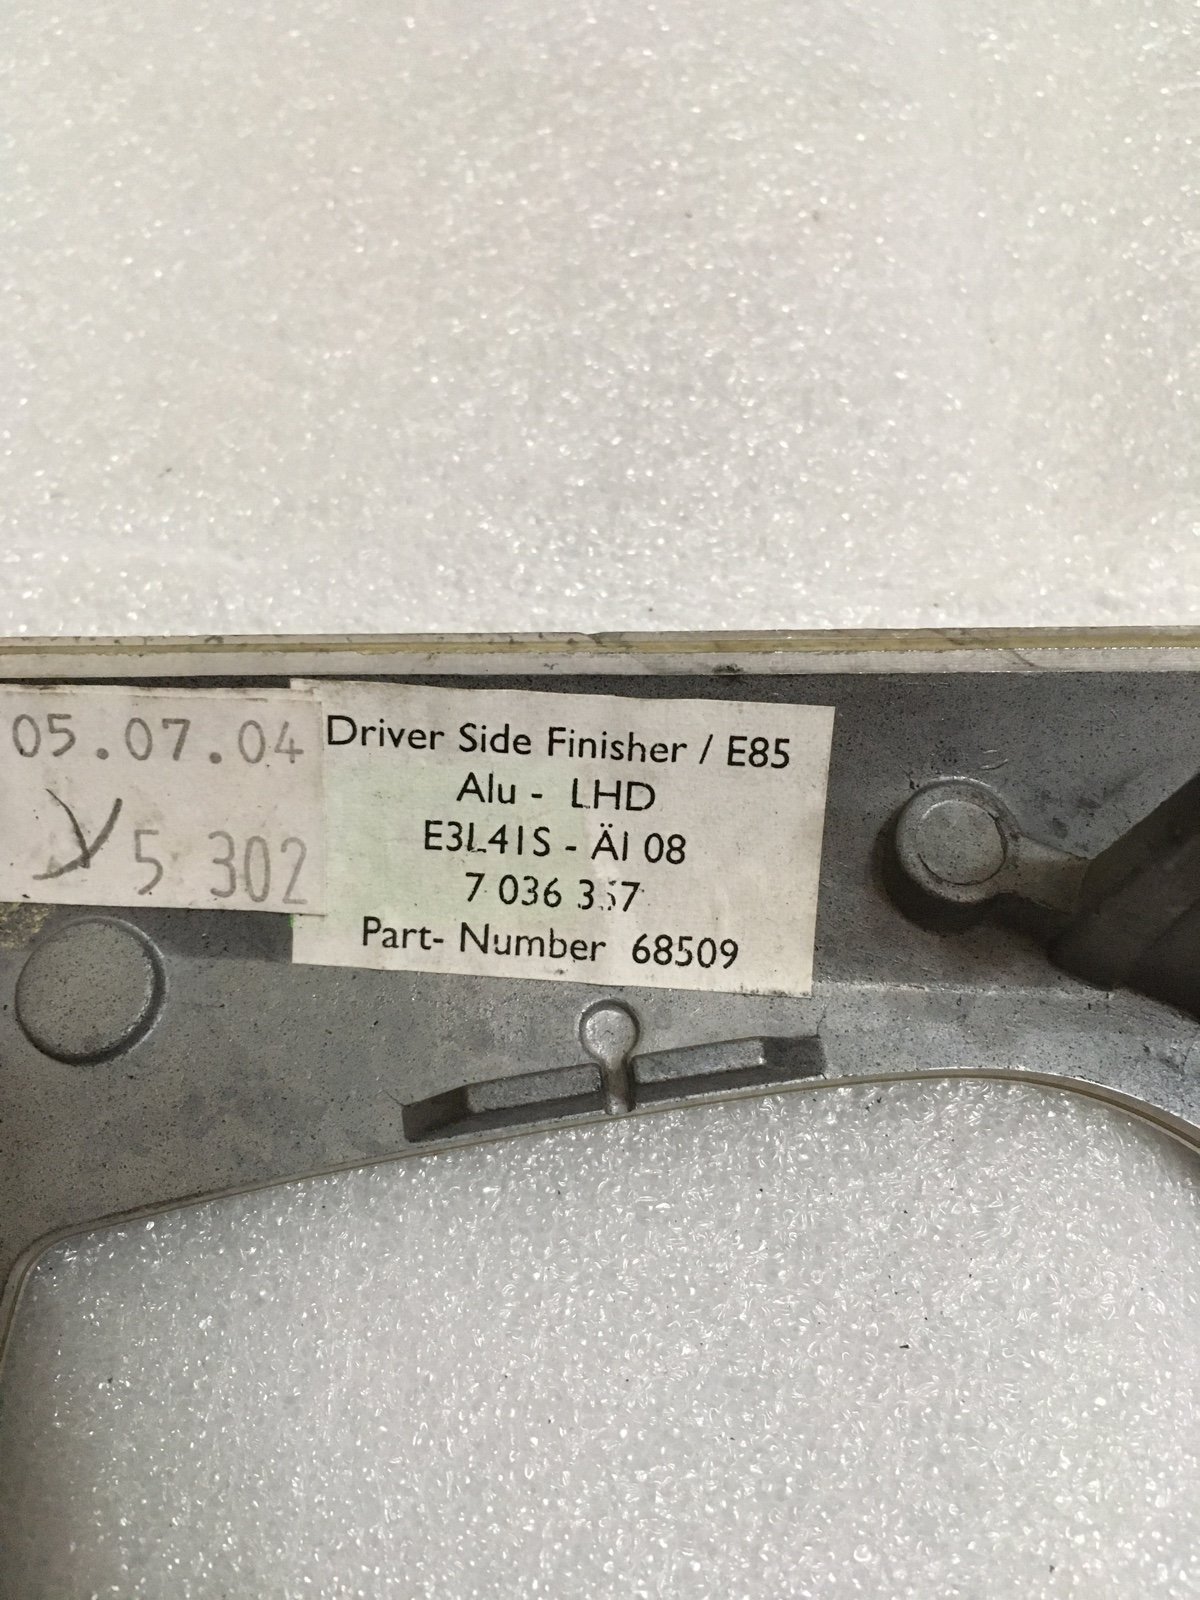 05.07.04
5 302
Driver Side Finisher / E85
Alu - LHD
E3L41S - Äl 08
7 036
Part- Number 68509